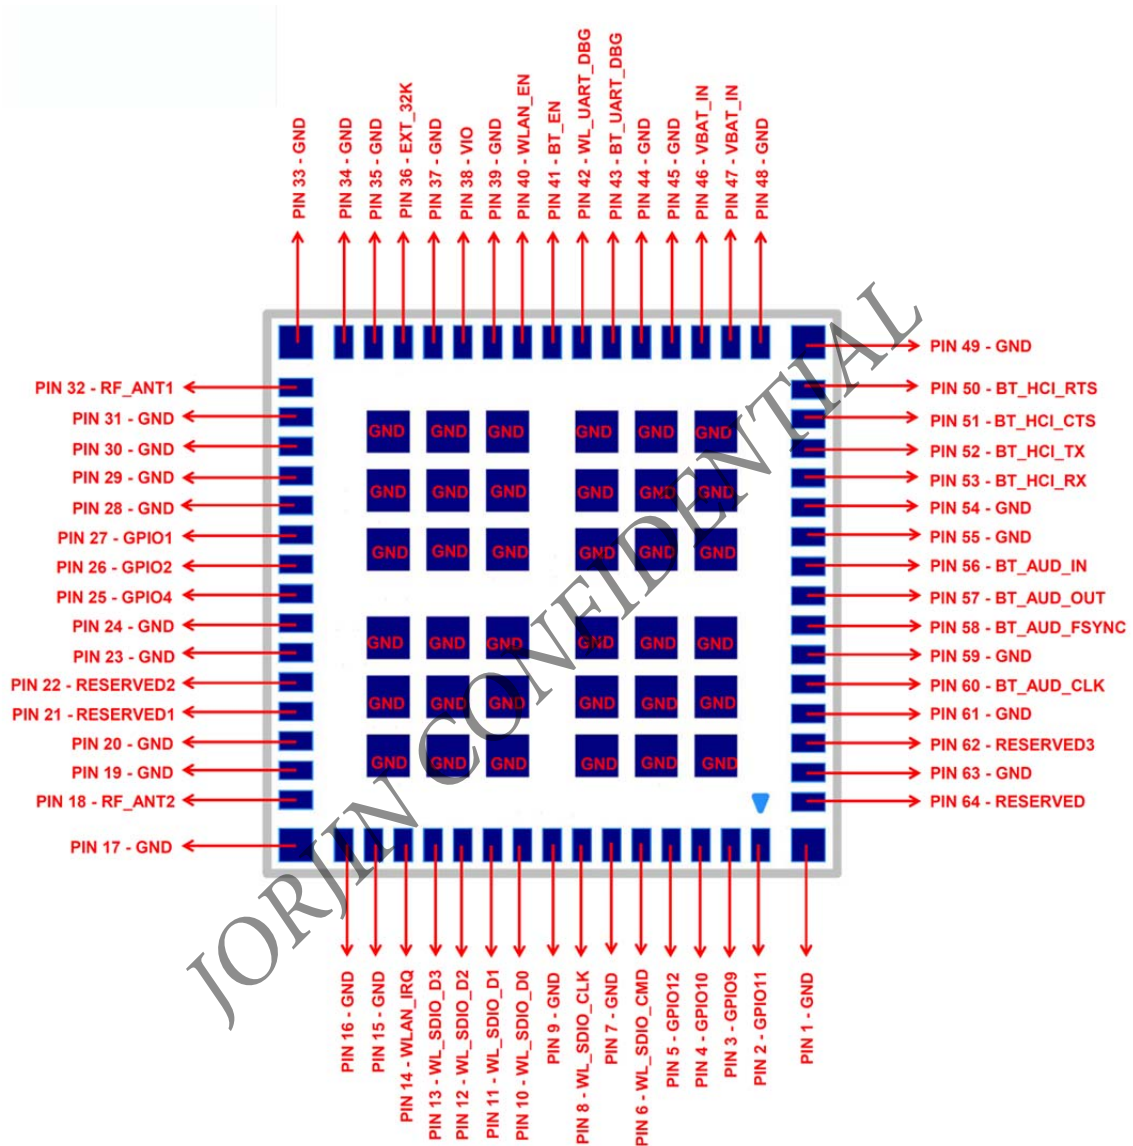 PIN 33 - GND
PIN 34 - GND
PIN 35 - GND
PIN 36 - EXT_32K
PIN 37 - GND
PIN 38 - VIO
PIN 39 - GND
PIN 40 - WLAN_EN
PIN 41 - BT_EN
PIN 42 - WL_UART_DBG
PIN 43 - BT_UART_DBG
PIN 44 - GND
PIN 45 - GND
PIN 46 - VBAT_IN
PIN 47 - VBAT_IN
PIN 48 - GND
PIN 32 - RF_ANT1
PIN 31 - GND
PIN 30 - GND
PIN 29 - GND
PIN 28 - GND
PIN 27 - GPIO1
PIN 26 - GPIO2
PIN 25 - GPIO4
PIN 24 - GND
PIN 23 - GND
PIN 22 - RESERVED2
PIN 21 - RESERVED1
PIN 20 - GND
PIN 19 - GND
PIN 18 - RF_ANT2
PIN 17 - GND
GND GND GND GND GND GND
GND GND GND GND GND GND
GND GND GND GND GND GND
GND GND GND GND GND GND
GND GND GND GND GND GND
GND GND GND GND GND GND
JORJIN CONFIDENTIAL
PIN 49 - GND
PIN 50 - BT_HCI_RTS
PIN 51 - BT_HCI_CTS
PIN 52 - BT_HCI_TX
PIN 53 - BT_HCI_RX
PIN 54 - GND
PIN 55 - GND
PIN 56 - BT_AUD_IN
PIN 57 - BT_AUD_OUT
PIN 58 - BT_AUD_FSYNC
PIN 59 - GND
PIN 60 - BT_AUD_CLK
PIN 61 - GND
PIN 62 - RESERVED3
PIN 63 - GND
PIN 64 - RESERVED
PIN 16 - GND
PIN 15 - GND
PIN 14 - WLAN_IRQ
PIN 13 - WL_SDIO_D3
PIN 12 - WL_SDIO_D2
PIN 11 - WL_SDIO_D1
PIN 10 - WL_SDIO_D0
PIN 9 - GND
PIN 8 - WL_SDIO_CLK
PIN 7 - GND
PIN 6 - WL_SDIO_CMD
PIN 5 - GPIO12
PIN 4 - GPIO10
PIN 3 - GPIO9
PIN 2 - GPIO11
PIN 1 - GND